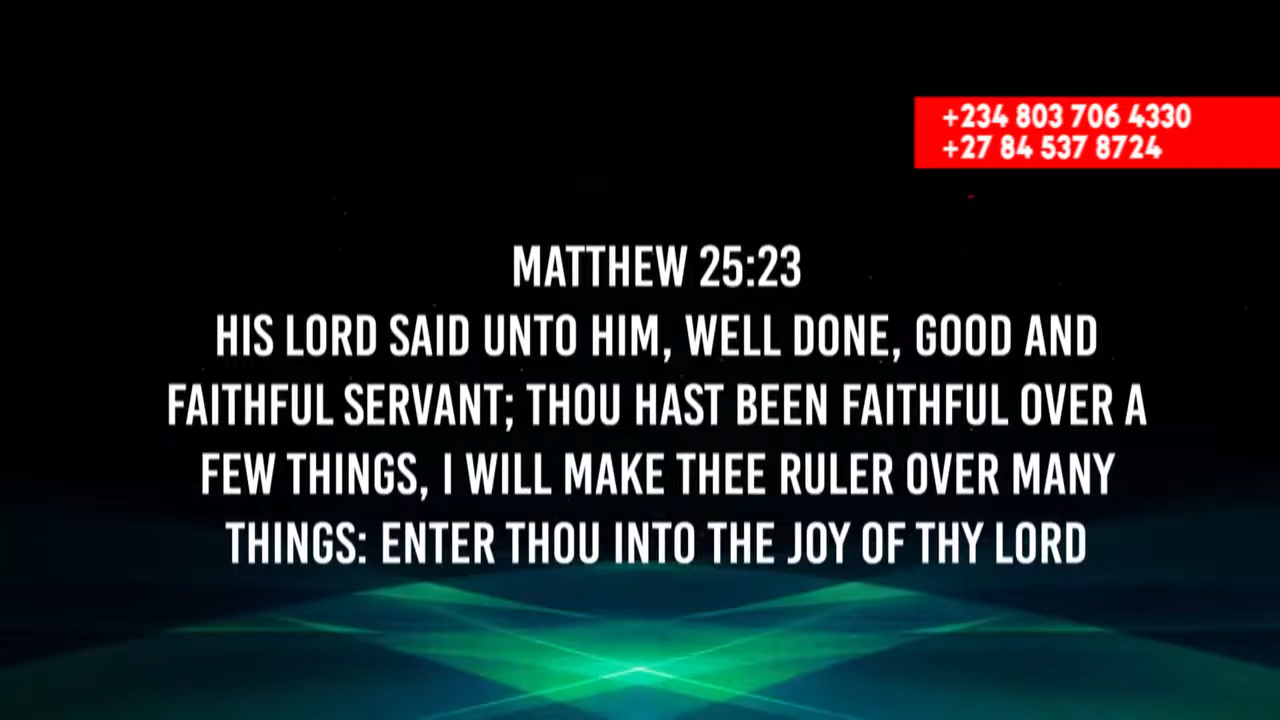 +234 803 706 4330
+27 84 537 8724
MATTHEW 25:23
HIS LORD SAID UNTO HIM, WELL DONE, GOOD AND
FAITHFUL SERVANT; THOU HAST BEEN FAITHFUL OVER A
FEW THINGS, I WILL MAKE THEE RULER OVER MANY
THINGS: ENTER THOU INTO THE JOY OF THY LORD